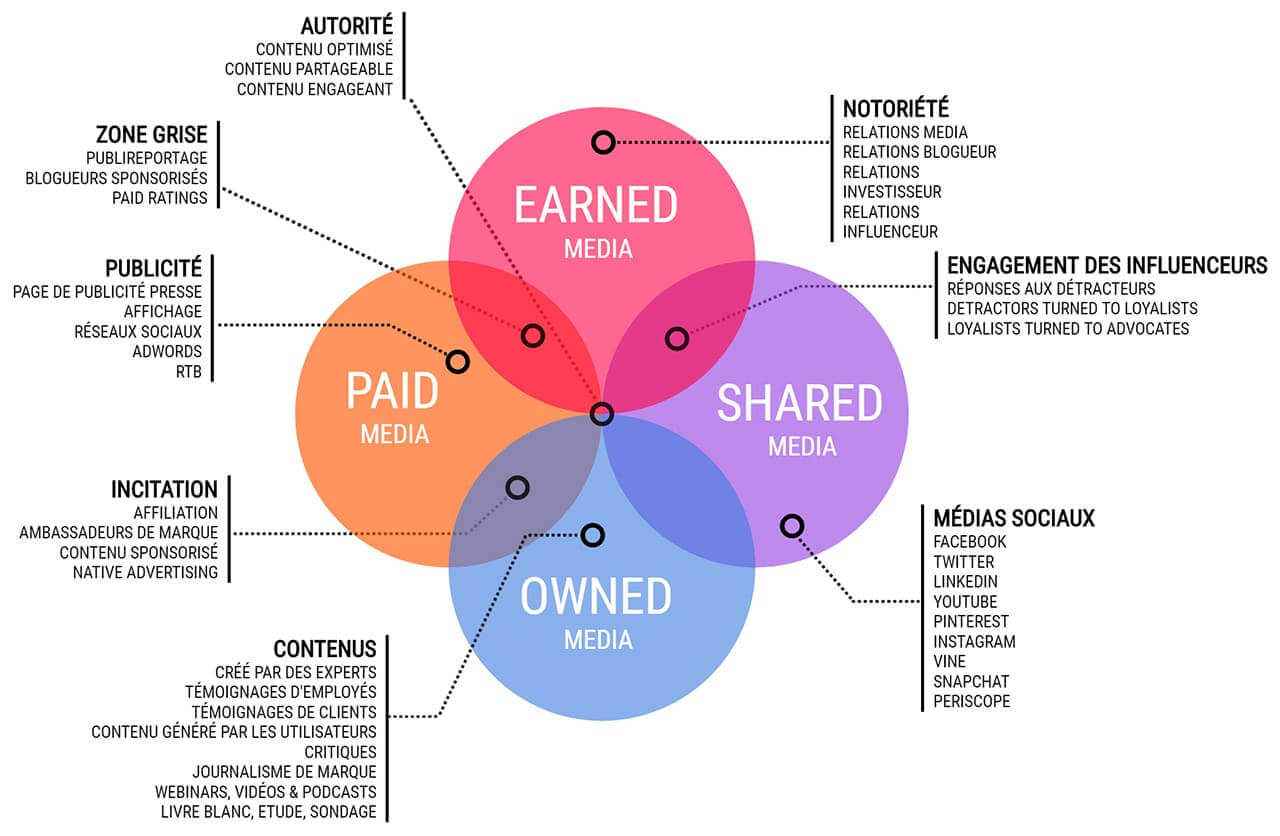 AUTORITÉ
CONTENU OPTIMISÉ
CONTENU PARTAGEABLE
CONTENU ENGAGEANT
ZONE GRISE
PUBLIREPORTAGE
BLOGUEURS SPONSORISÉS
PAID RATINGS
NOTORIÉTÉ
RELATIONS MEDIA
RELATIONS BLOGUEUR
RELATIONS
INVESTISSEUR
RELATIONS
INFLUENCEUR
EARNED
MEDIA
PUBLICITÉ
PAGE DE PUBLICITÉ PRESSE
AFFICHAGE
RÉSEAUX SOCIAUX
ADWORDS
RTB
ENGAGEMENT DES INFLUENCEURS
RÉPONSES AUX DÉTRACTEURS
DETRACTORS TURNED TO LOYALISTS
LOYALISTS TURNED TO ADVOCATES
PAID
MEDIA
SHARED
MEDIA
INCITATION
AFFILIATION
AMBASSADEURS DE MARQUE
CONTENU SPONSORISÉ
NATIVE ADVERTISING
OWNED
MEDIA
MÉDIAS SOCIAUX
FACEBOOK
TWITTER
LINKEDIN
YOUTUBE
PINTEREST
INSTAGRAM
VINE
SNAPCHAT
PERISCOPE
CONTENUS
CRÉÉ PAR DES EXPERTS
TÉMOIGNAGES D'EMPLOYÉS
TÉMOIGNAGES DE CLIENTS
CONTENU GÉNÉRÉ PAR LES UTILISATEURS
CRITIQUES
JOURNALISME DE MARQUE
WEBINARS, VIDÉOS & PODCASTS
LIVRE BLANC, ETUDE, SONDAGE